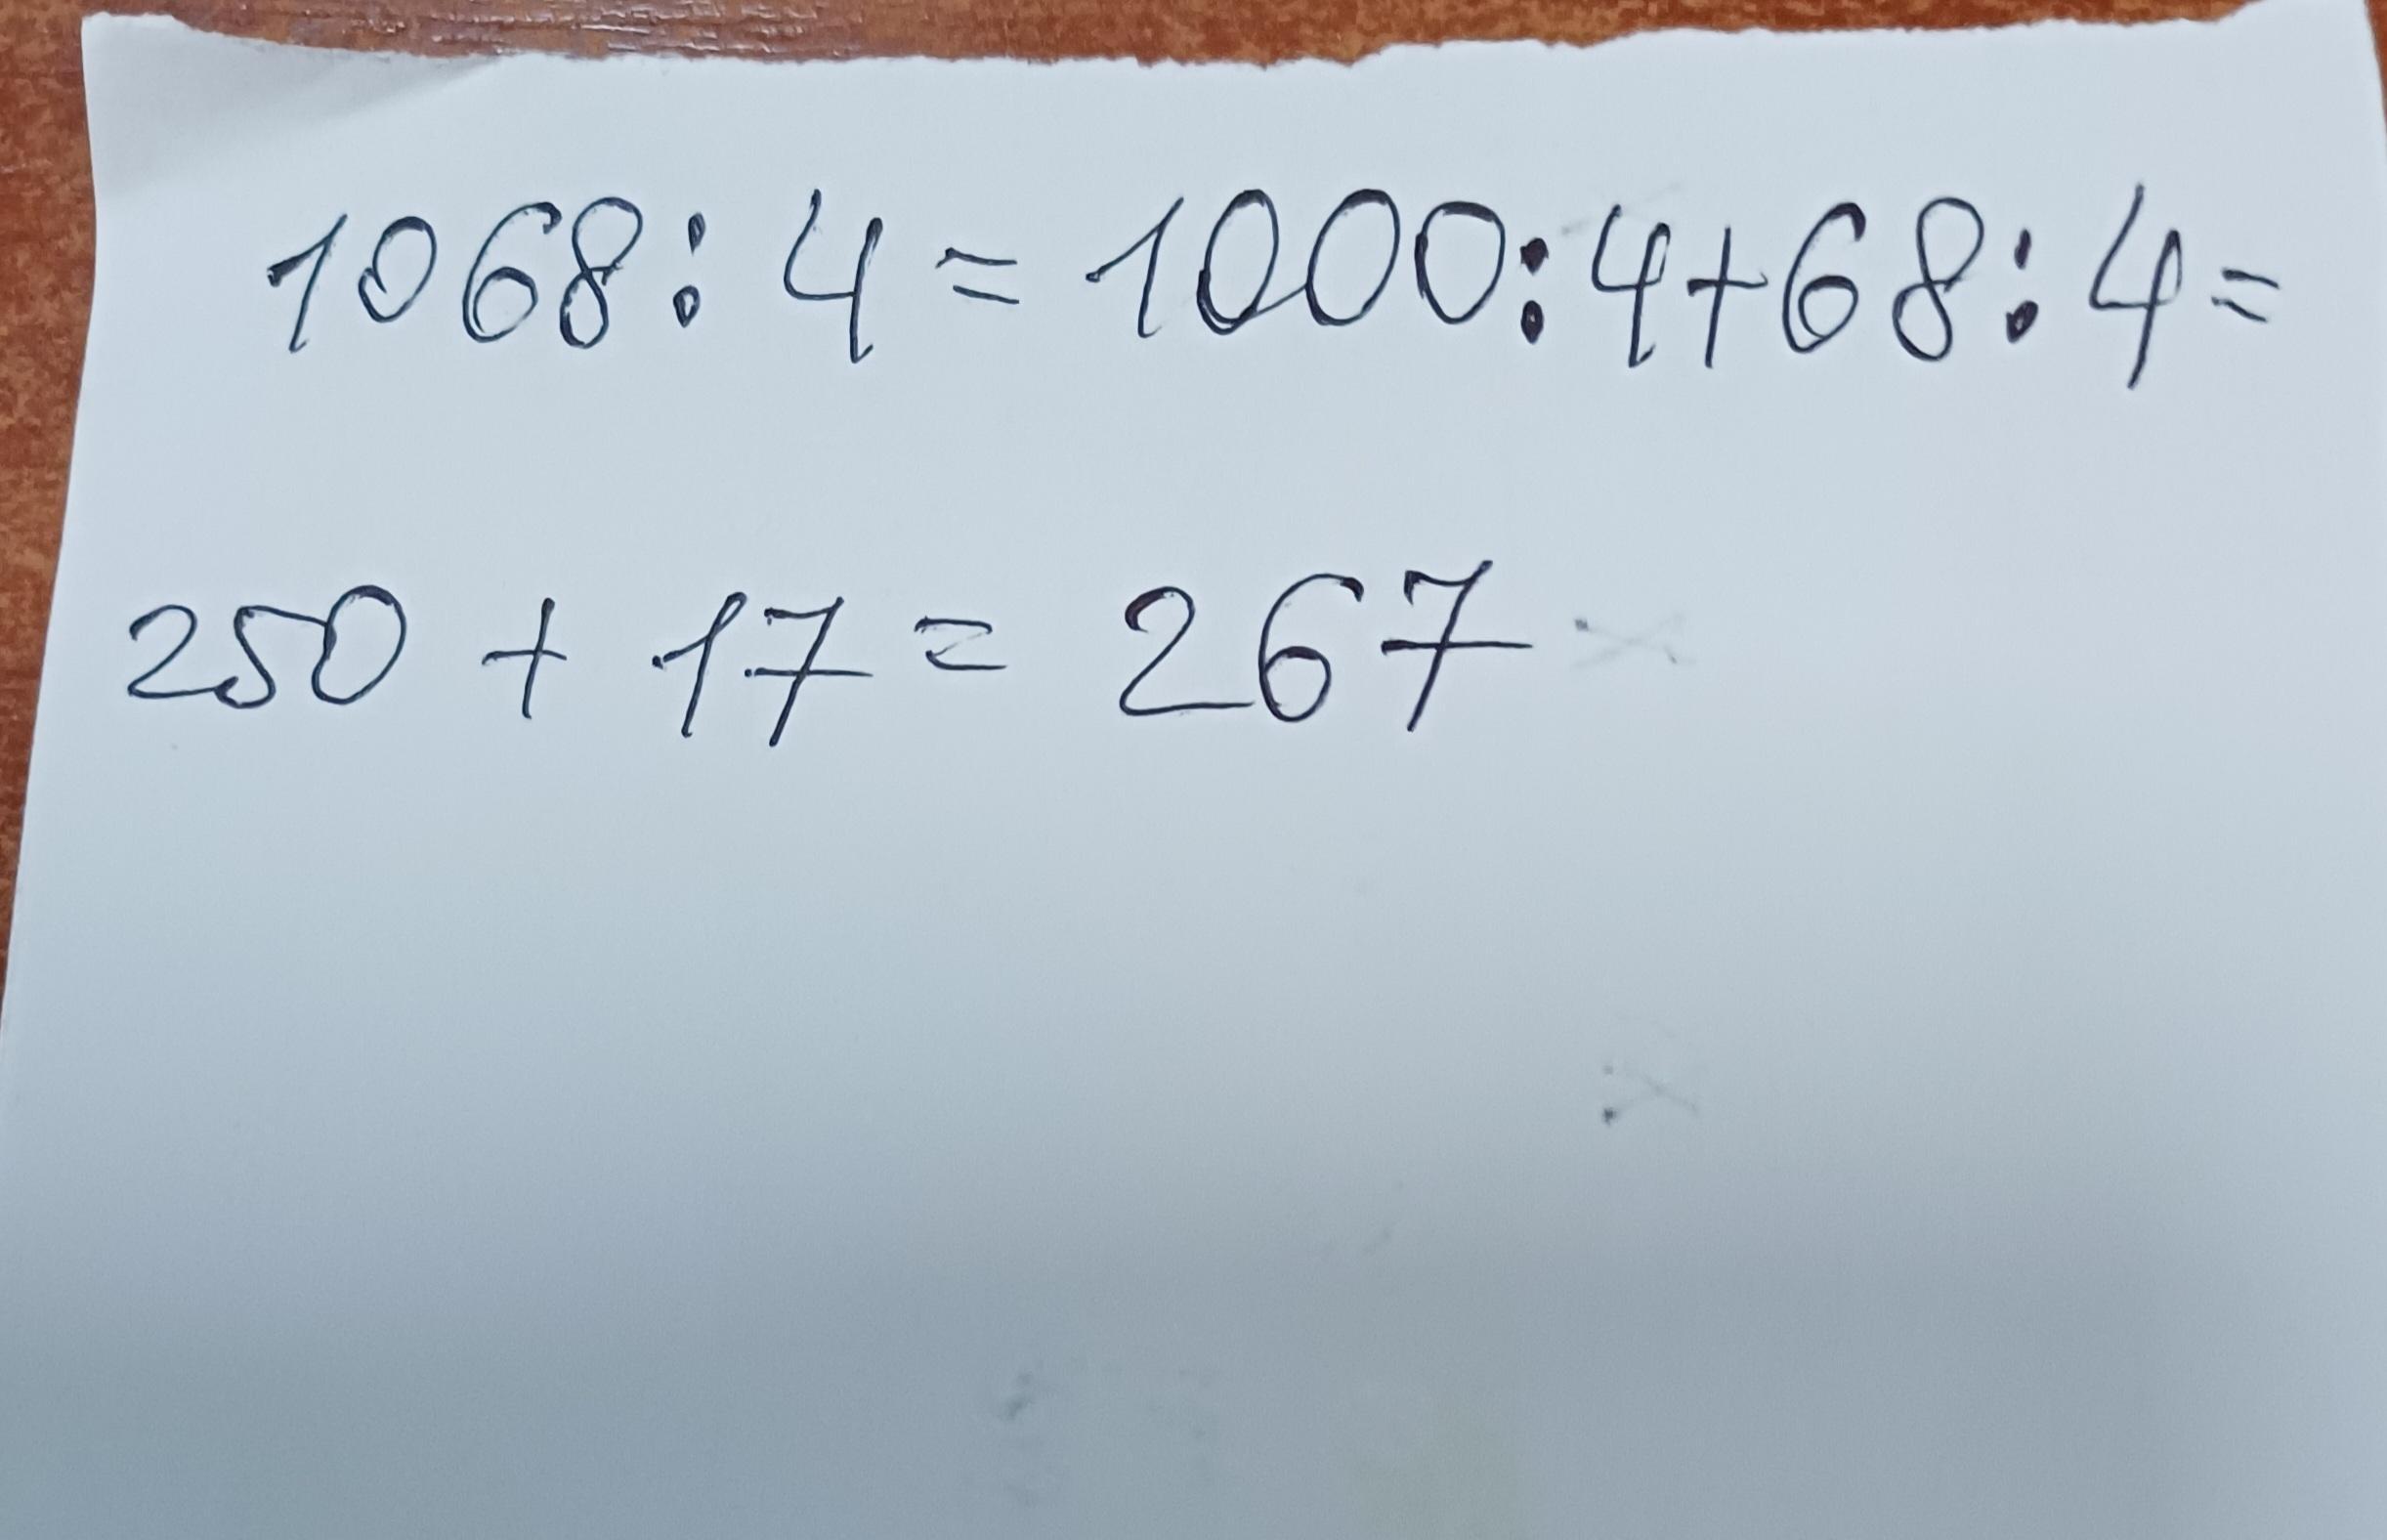 1068 : 4 = 1000 : 4 + 68 : 4 =
250 + 17 = 267